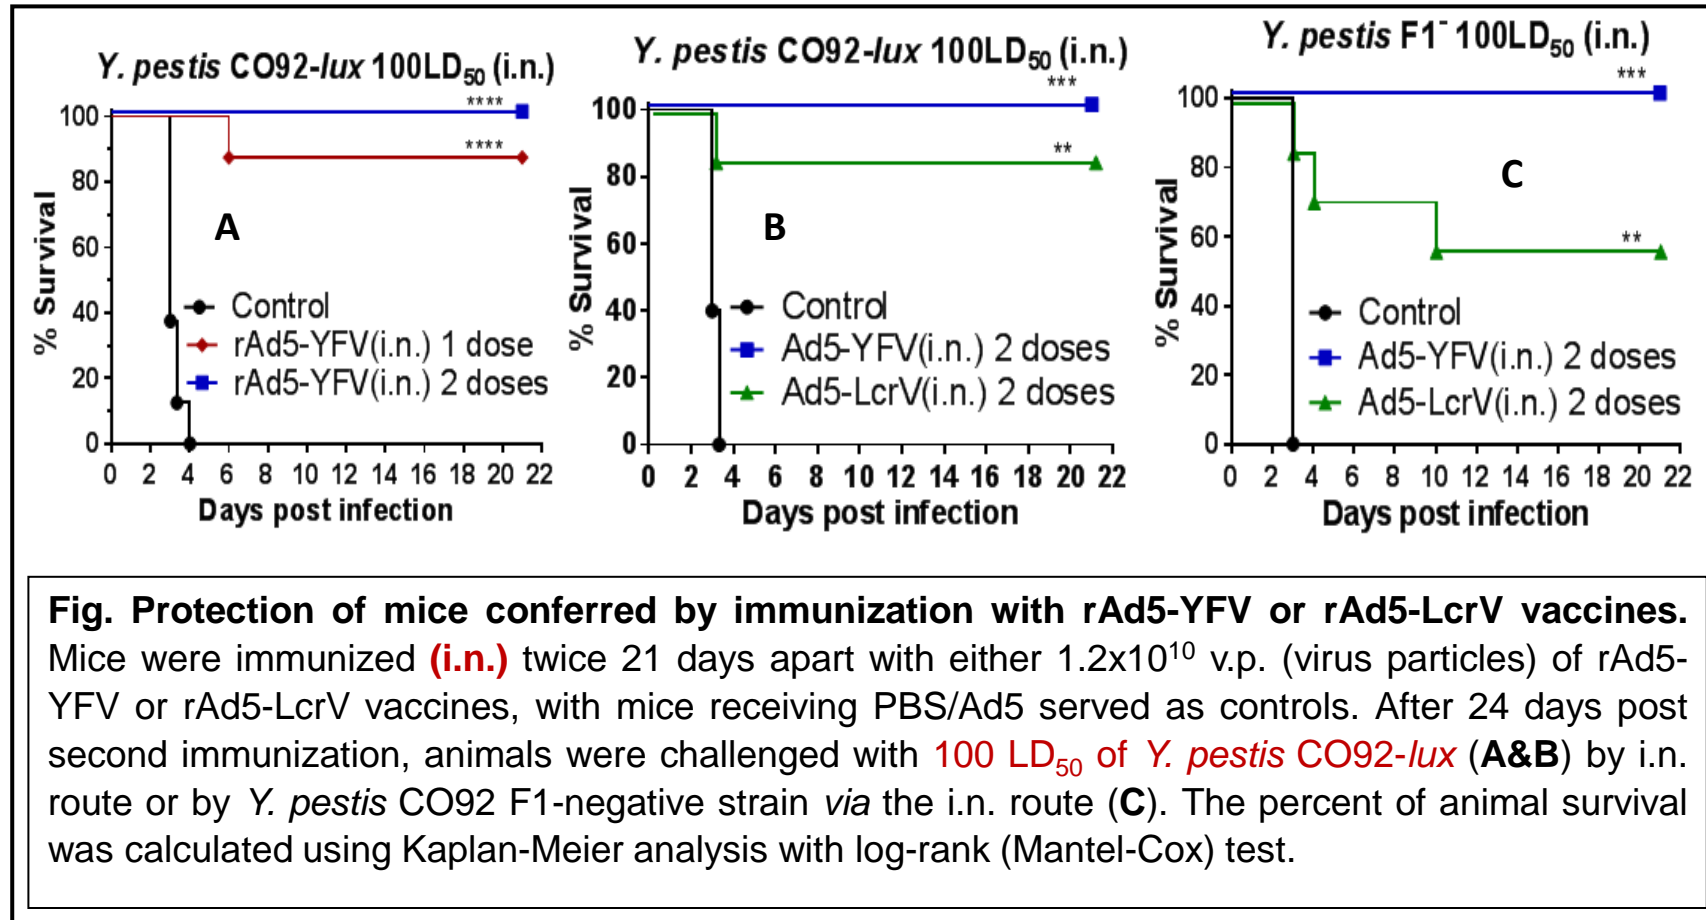 Y. pestis CO92-lux 100LD50 (i.n.)
****
****
A
Control
rAd5-YFV(i.n.) 1 dose
rAd5-YFV(i.n.) 2 doses
% Survival
100
80
60
40
20
0
0 2 4 6 8 10 12 14 16 18 20 22
Days post infection
Y. pestis CO92-lux 100LD50 (i.n.)
***
**
B
Control
Ad5-YFV(i.n.) 2 doses
Ad5-LcrV(i.n.) 2 doses
% Survival
100
80
60
40
20
0
0 2 4 6 8 10 12 14 16 18 20 22
Days post infection
Y. pestis F1⁻ 100LD50 (i.n.)
***
**
C
Control
Ad5-YFV(i.n.) 2 doses
Ad5-LcrV(i.n.) 2 doses
% Survival
100
80
60
40
20
0
0 2 4 6 8 10 12 14 16 18 20 22
Days post infection
Fig. Protection of mice conferred by immunization with rAd5-YFV or rAd5-LcrV vaccines.
Mice were immunized (i.n.) twice 21 days apart with either 1.2x10¹⁰ v.p. (virus particles) of rAd5-
YFV or rAd5-LcrV vaccines, with mice receiving PBS/Ad5 served as controls. After 24 days post
second immunization, animals were challenged with 100 LD50 of Y. pestis CO92-lux (A&B) by i.n.
route or by Y. pestis CO92 F1-negative strain via the i.n. route (C). The percent of animal survival
was calculated using Kaplan-Meier analysis with log-rank (Mantel-Cox) test.